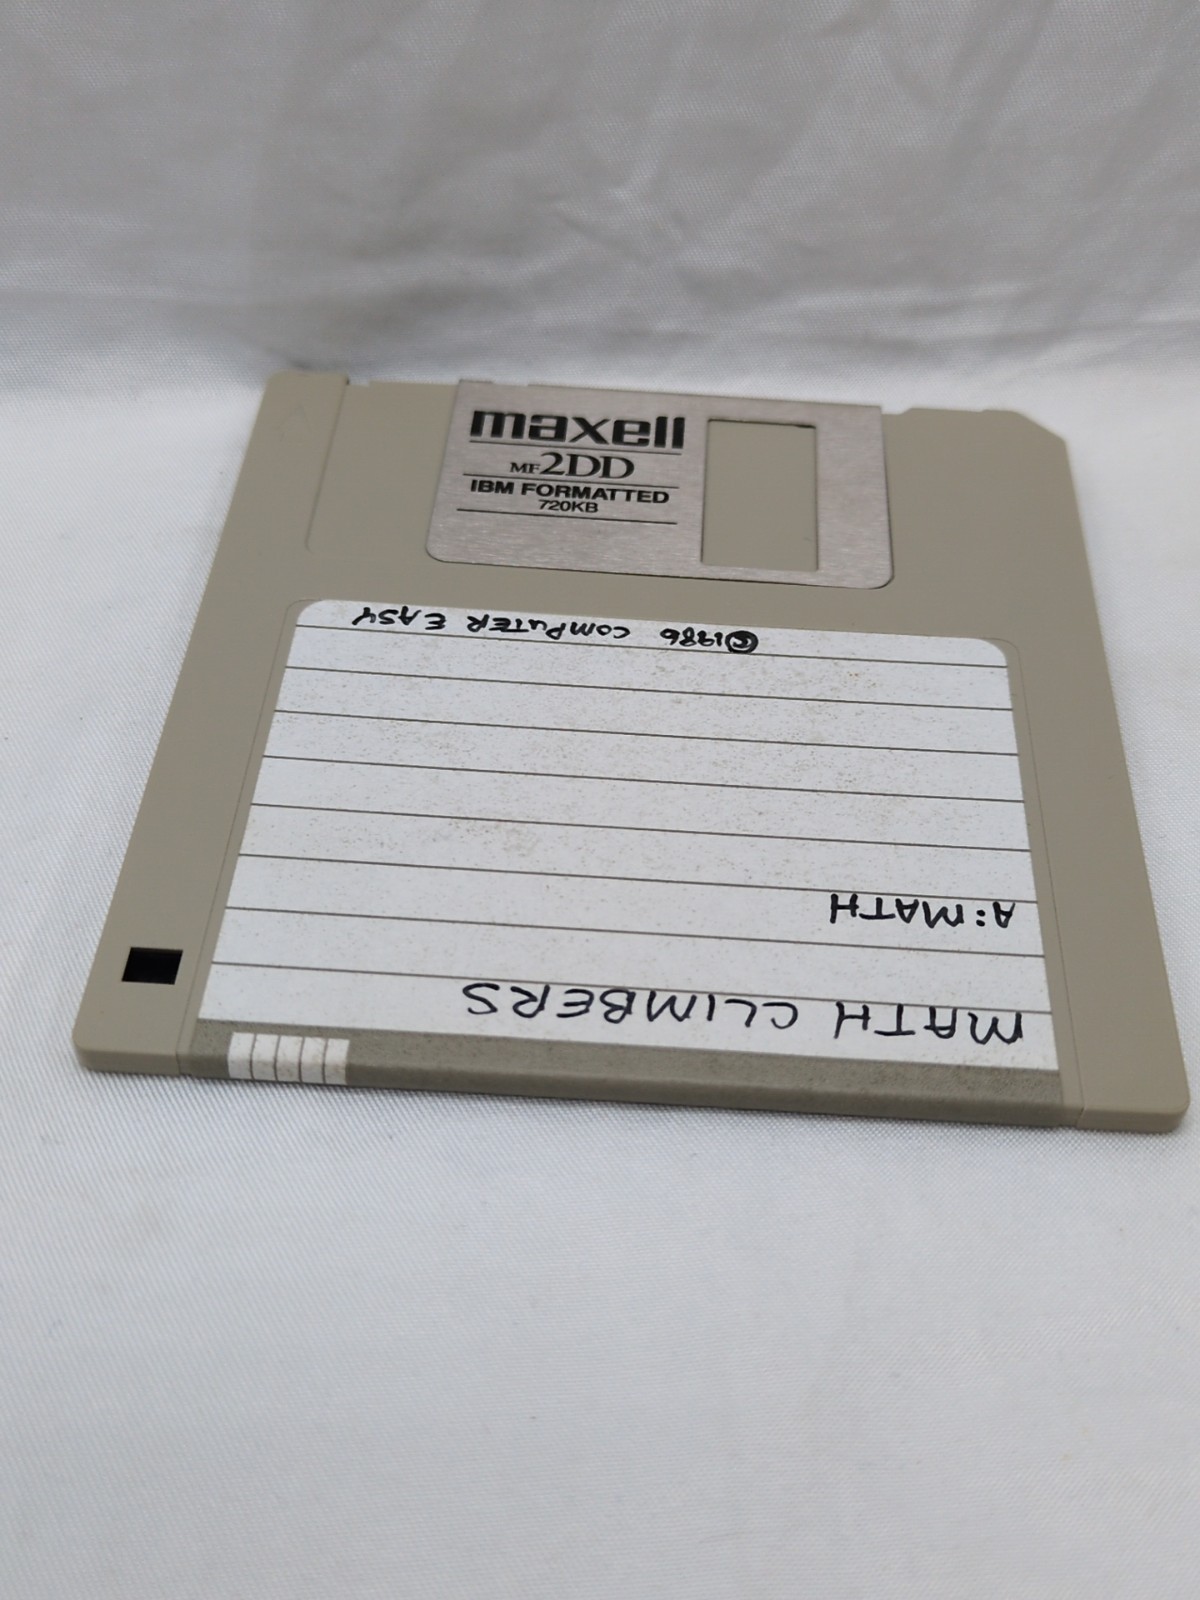 maxell
MF2DD
IBM FORMATTED
720KB
MATH CLIMBERS
A:MATH
©1986 COMPUTER EASY